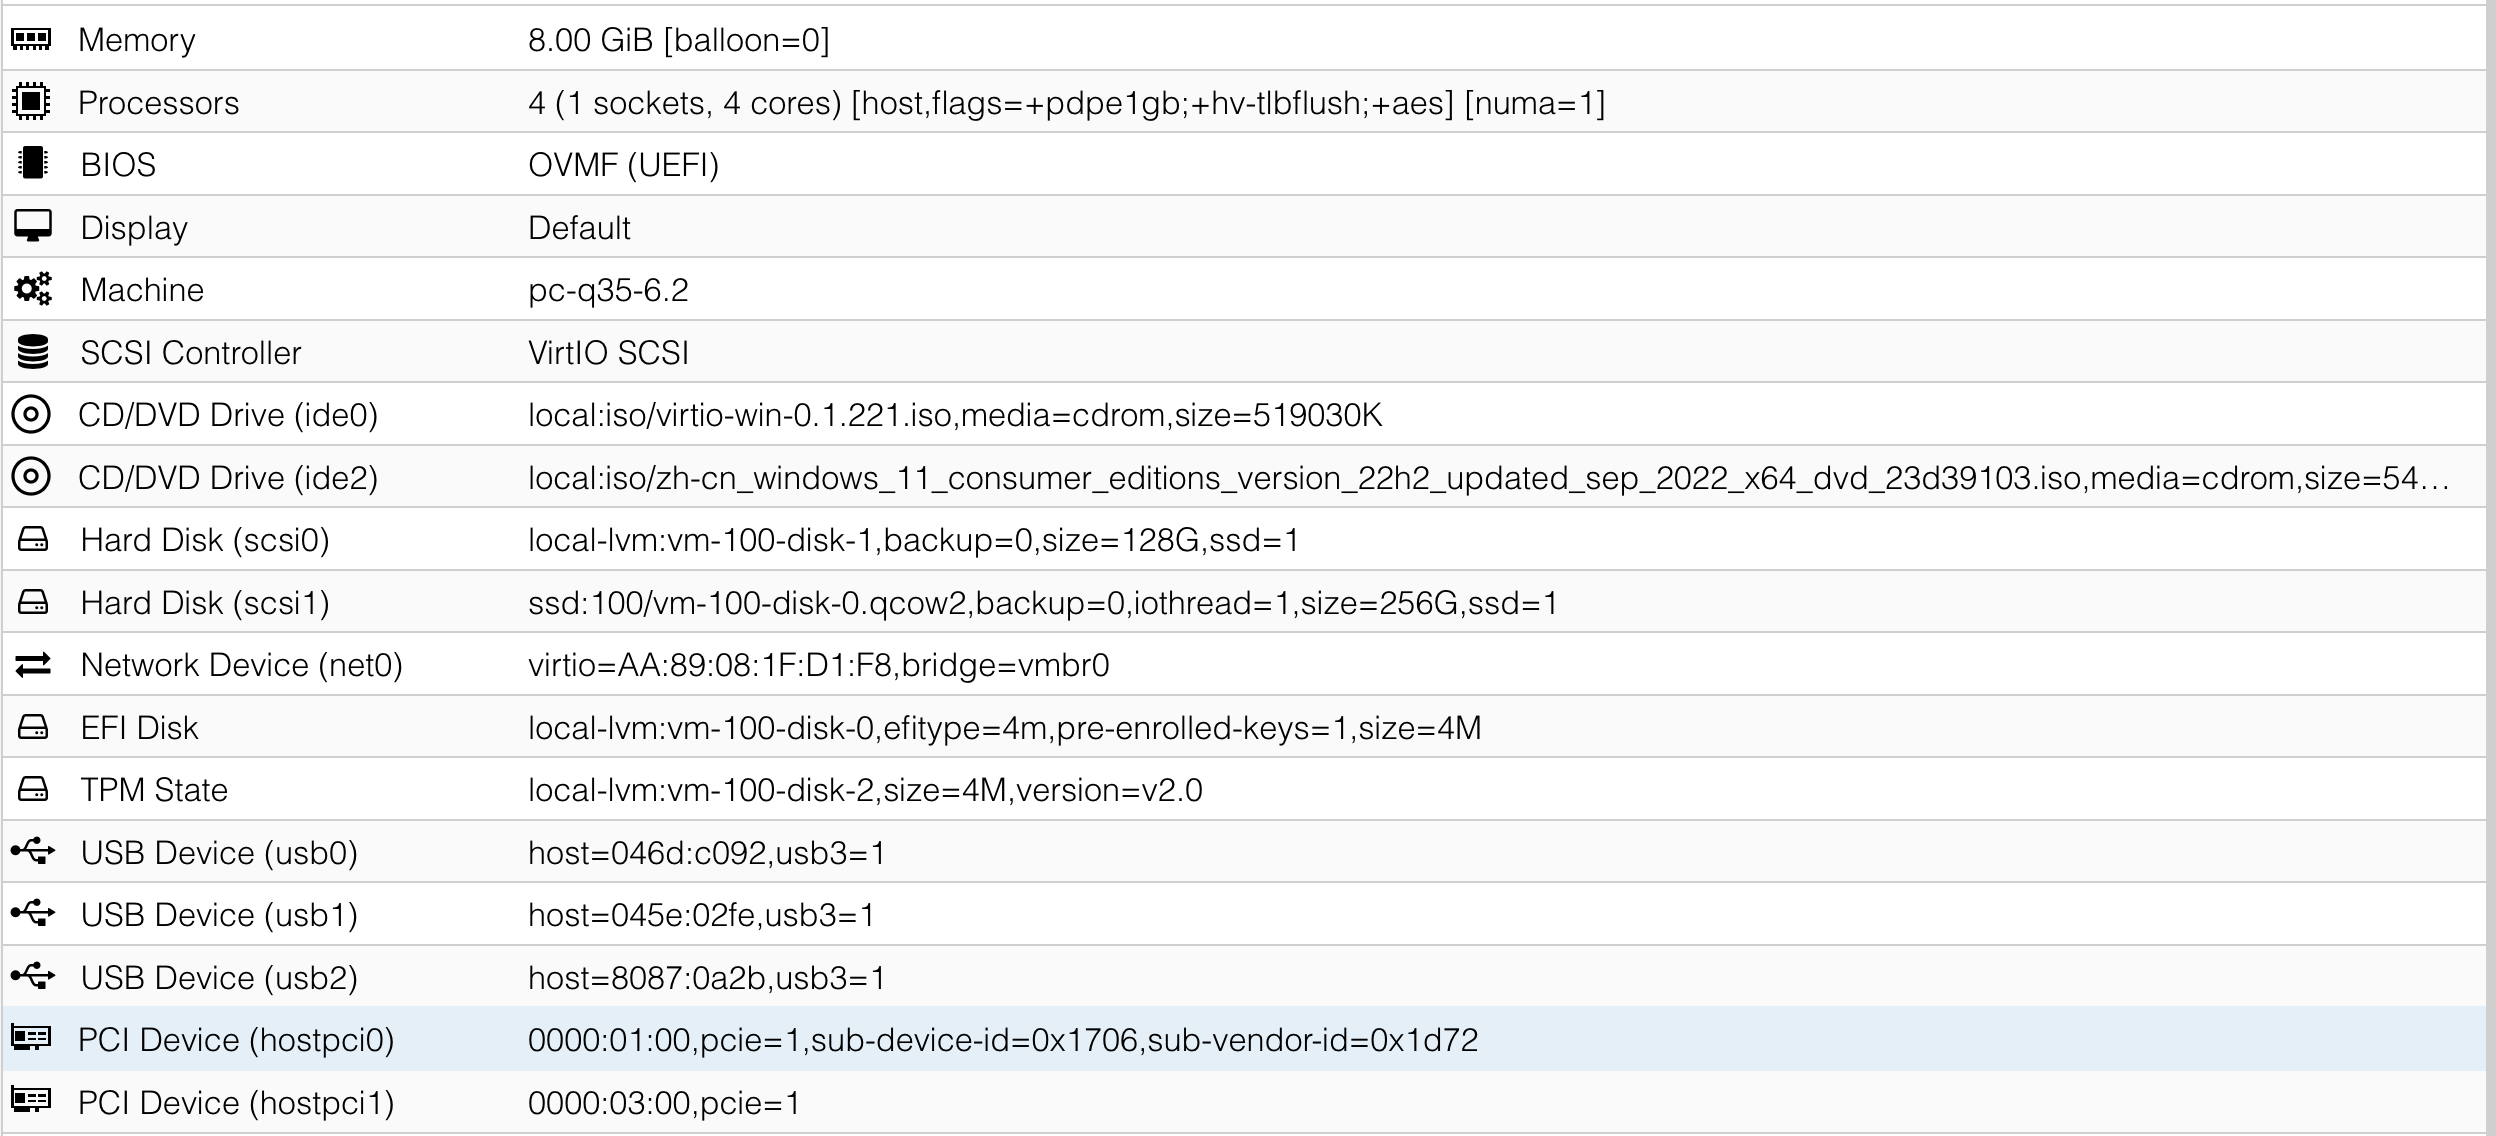 Memory 8.00 GiB [balloon=0]
Processors 4 (1 sockets, 4 cores) [host,flags=+pdpe1gb;+hv-tlbflush;+aes] [numa=1]
BIOS OVMF (UEFI)
Display Default
Machine pc-q35-6.2
SCSI Controller VirtIO SCSI
CD/DVD Drive (ide0) local:iso/virtio-win-0.1.221.iso,media=cdrom,size=519030K
CD/DVD Drive (ide2) local:iso/zh-cn_windows_11_consumer_editions_version_22h2_updated_sep_2022_x64_dvd_23d39103.iso,media=cdrom,size=54...
Hard Disk (scsi0) local-lvm:vm-100-disk-1,backup=0,size=128G,ssd=1
Hard Disk (scsi1) ssd:100/vm-100-disk-0.qcow2,backup=0,iothread=1,size=256G,ssd=1
Network Device (net0) virtio=AA:89:08:1F:D1:F8,bridge=vmbr0
EFI Disk local-lvm:vm-100-disk-0,efitype=4m,pre-enrolled-keys=1,size=4M
TPM State local-lvm:vm-100-disk-2,size=4M,version=v2.0
USB Device (usb0) host=046d:c092,usb3=1
USB Device (usb1) host=045e:02fe,usb3=1
USB Device (usb2) host=8087:0a2b,usb3=1
PCI Device (hostpci0) 0000:01:00,pcie=1,sub-device-id=0x1706,sub-vendor-id=0x1d72
PCI Device (hostpci1) 0000:03:00,pcie=1